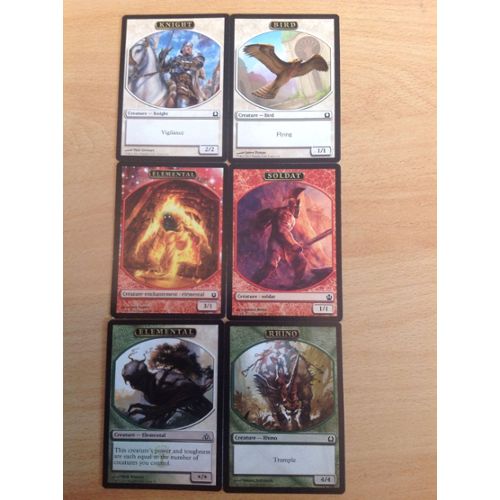 KNIGHT
Creature — Knight
Vigilance
2/2
BIRD
Creature — Bird
Flying
1/1
ELEMENTAL
Creature-enchantement : elemental
3/1
SOLDAT
Creature : soldat
1/1
ELEMENTAL
Creature — Elemental
This creature's power and toughness
are each equal to the number of
creatures you control.
*/*
RHINO
Creature — Rhino
Trample
4/4